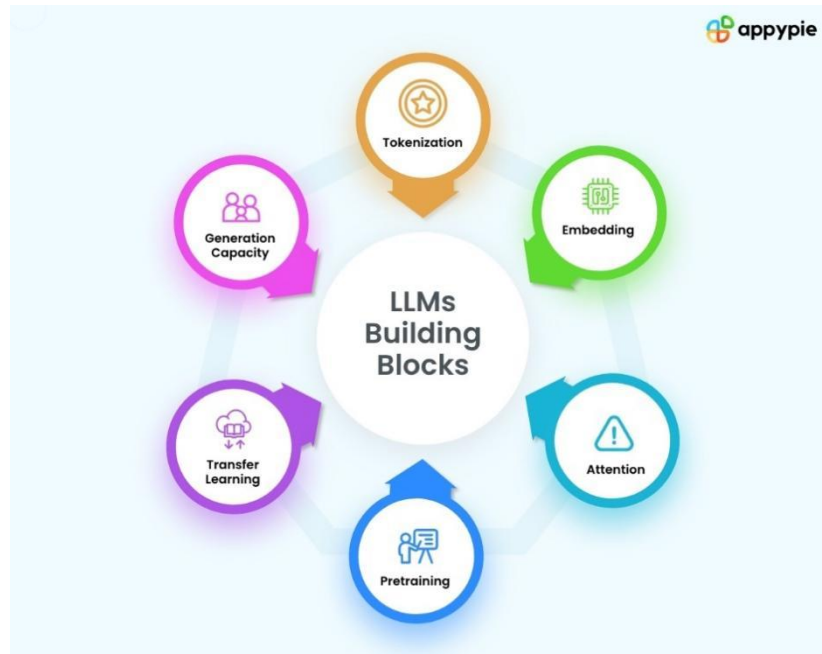 appypie
Tokenization
Embedding
Generation
Capacity
LLMs
Building
Blocks
Attention
Transfer
Learning
Pretraining